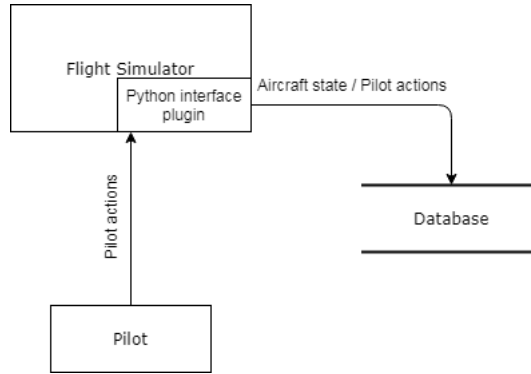 Flight Simulator
Python interface
plugin
Aircraft state / Pilot actions
Pilot actions
Database
Pilot